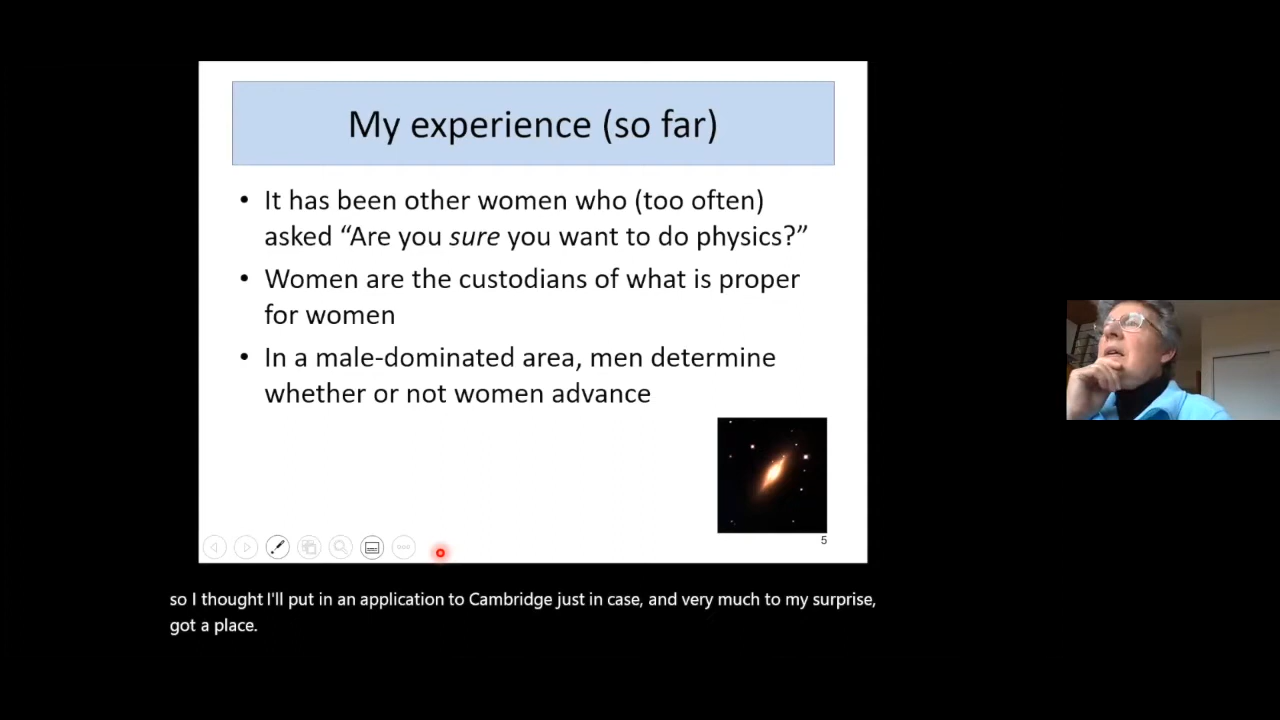 My experience (so far)
• It has been other women who (too often)
asked “Are you sure you want to do physics?”
• Women are the custodians of what is proper
for women
• In a male-dominated area, men determine
whether or not women advance
5
so I thought I'll put in an application to Cambridge just in case, and very much to my surprise,
got a place.